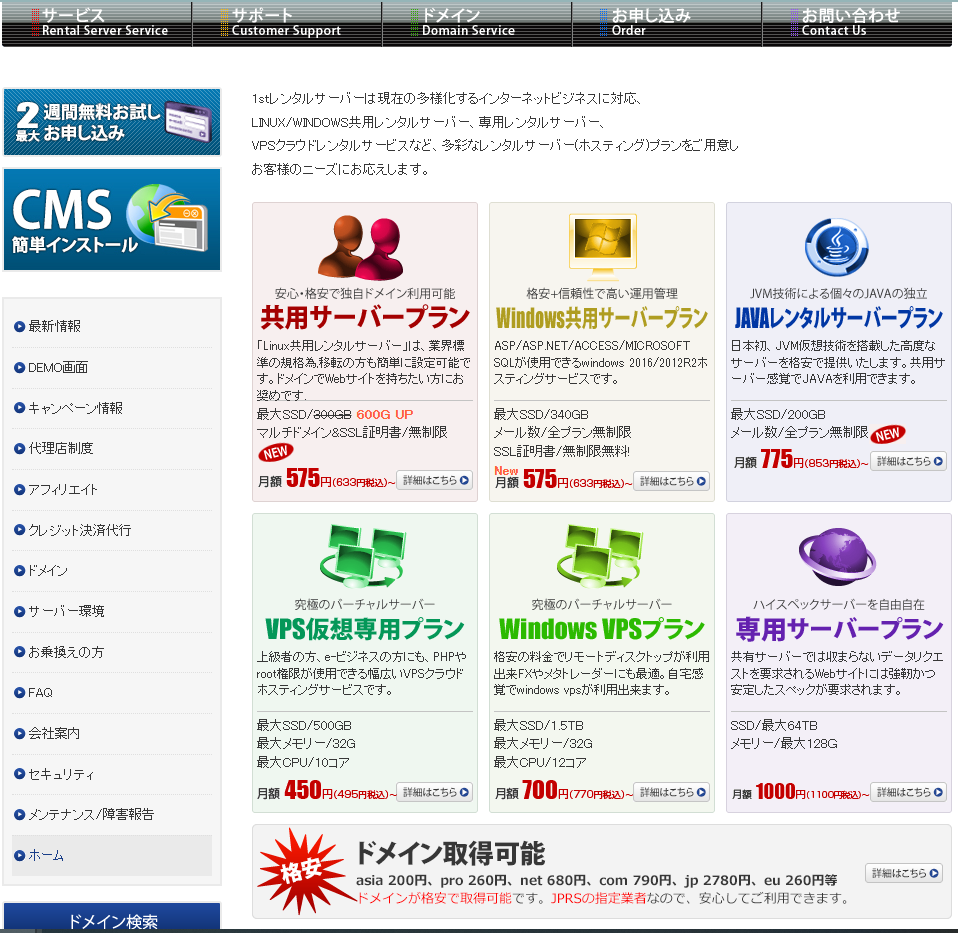 サービス
Rental Server Service
サポート
Customer Support
ドメイン
Domain Service
お申し込み
Order
お問い合わせ
Contact Us
2週間無料お試し
最大お申し込み
CMS
簡単インストール
最新情報
DEMO画面
キャンペーン情報
代理店制度
アフィリエイト
クレジット決済代行
ドメイン
サーバー環境
お乗換えの方
FAQ
会社案内
セキュリティ
メンテナンス/障害報告
ホーム
ドメイン検索
1stレンタルサーバーは現在の多様化するインターネットビジネスに対応、
LINUX/WINDOWS共用レンタルサーバー、専用レンタルサーバー、
VPSクラウドレンタルサービスなど、多彩なレンタルサーバー(ホスティング)プランをご用意し
お客様のニーズにお応えします。
安心・格安で独自ドメイン利用可能
共用サーバープラン
「Linux共用レンタルサーバー」は、業界標
準の規格為,移転の方も簡単に設定可能で
す。ドメインでWebサイトを持ちたい方にお
奨めです.
最大SSD/300GB 600G UP
マルチドメイン&SSL証明書/無制限
NEW
月額 575円(633円税込)~ 詳細はこちら
格安+信頼性で高い運用管理
Windows共用サーバープラン
ASP/ASP.NET/ACCESS/MICROSOFT
SQLが使用できるwindows 2016/2012R2ホ
スティングサービスです。
最大SSD/340GB
メール数/全プラン無制限
SSL証明書/無制限無料!
New
月額 575円(633円税込)~ 詳細はこちら
JVM技術による個々のJAVAの独立
JAVAレンタルサーバープラン
日本初、JVM仮想技術を搭載した高度な
サーバーを格安で提供いたします。共用サ
ーバー感覚でJAVAを利用できます。
最大SSD/200GB
メール数/全プラン無制限 NEW
月額 775円(853円税込)~ 詳細はこちら
究極のバーチャルサーバー
VPS仮想専用プラン
上級者の方、e-ビジネスの方にも、PHPや
root権限が使用できる幅広いVPSクラウド
ホスティングサービスです。
最大SSD/500GB
最大メモリー/32G
最大CPU/10コア
月額 450円(495円税込)~ 詳細はこちら
究極のバーチャルサーバー
Windows VPSプラン
格安の料金でリモートディスクトップが利用
出来FXやメタトレーダーにも最適。自宅感
覚でwindows vpsが利用出来ます。
最大SSD/1.5TB
最大メモリー/32G
最大CPU/12コア
月額 700円(770円税込)~ 詳細はこちら
ハイスペックサーバーを自由自在
専用サーバープラン
共有サーバーでは収まらないデータリクエ
ストを要求されるWebサイトには強靭かつ
安定したスペックが要求されます。
SSD/最大64TB
メモリー/最大128G
月額 1000円(1100円税込)~ 詳細はこちら
格安
ドメイン取得可能
asia 200円、pro 260円、net 680円、com 790円、jp 2780円、eu 260円等
ドメインが格安で取得可能です。JPRSの指定業者なので、安心してご利用できます。
詳細はこちら